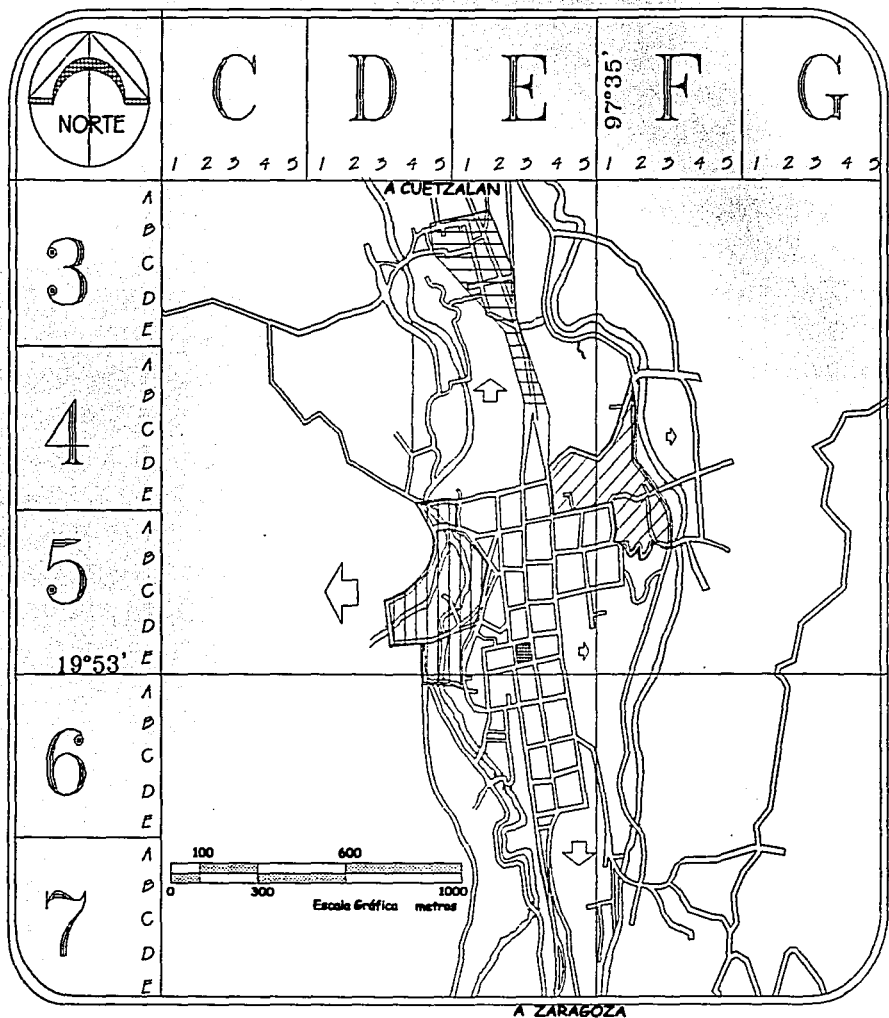 NORTE
C D E 97°35' F G
1 2 3 4 5 1 2 3 4 5 1 2 3 4 5 1 2 3 4 5 1 2 3 4 5
A CUETZALAN
3
A
B
C
D
E
4
A
B
C
D
E
5
A
B
C
D
E
19°53'
6
A
B
C
D
E
7
A
B
C
D
E
100 600
0 300 1000
Escala Gráfica metros
A ZARAGOZA